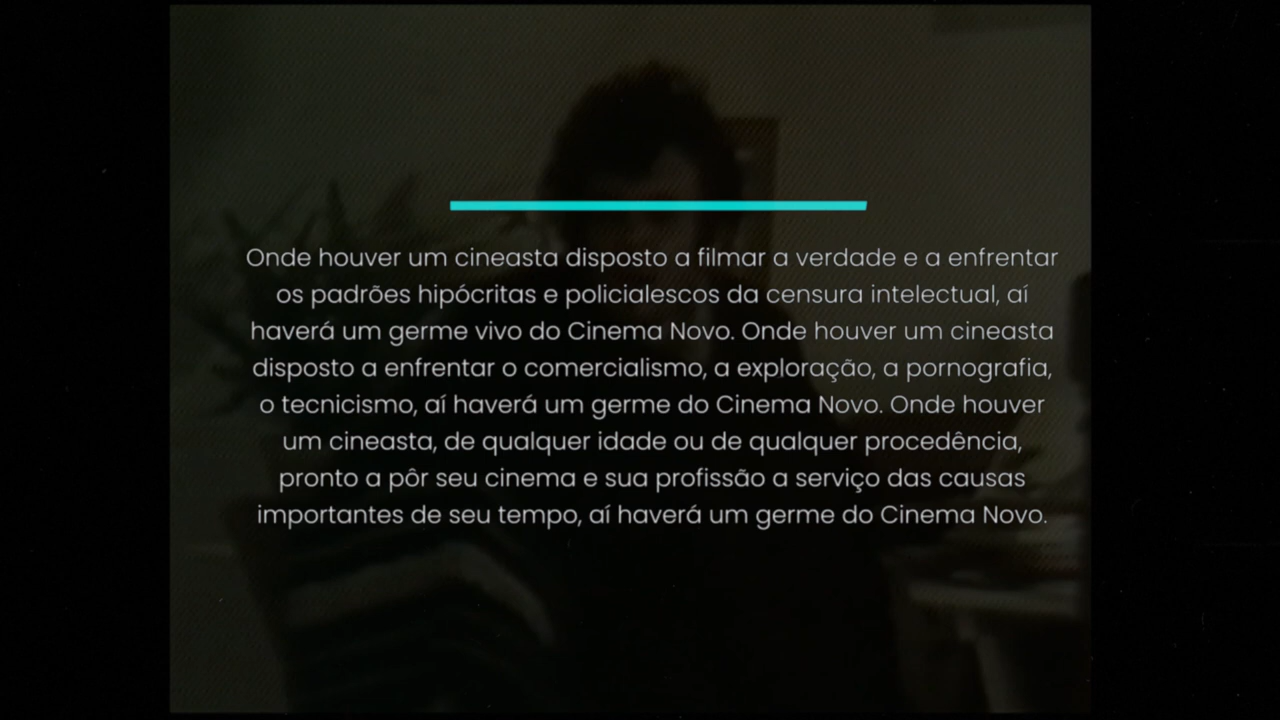 Onde houver um cineasta disposto a filmar a verdade e a enfrentar
os padrões hipócritas e policialescos da censura intelectual, aí
haverá um germe vivo do Cinema Novo. Onde houver um cineasta
disposto a enfrentar o comercialismo, a exploração, a pornografia,
o tecnicismo, aí haverá um germe do Cinema Novo. Onde houver
um cineasta, de qualquer idade ou de qualquer procedência,
pronto a pôr seu cinema e sua profissão a serviço das causas
importantes de seu tempo, aí haverá um germe do Cinema Novo.